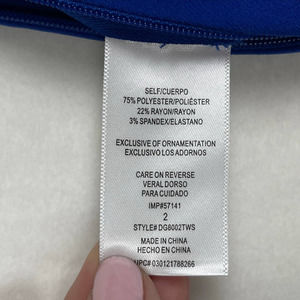 SELF/CUERPO
75% POLYESTER/POLIÉSTER
22% RAYON/RAYON
3% SPANDEX/ELASTANO
EXCLUSIVE OF ORNAMENTATION
EXCLUSIVO LOS ADORNOS
CARE ON REVERSE
VERAL DORSO
PARA CUIDADO
IMP#57141
2
STYLE# DG8002TWS
MADE IN CHINA
HECHO EN CHINA
UPC# 030121788266